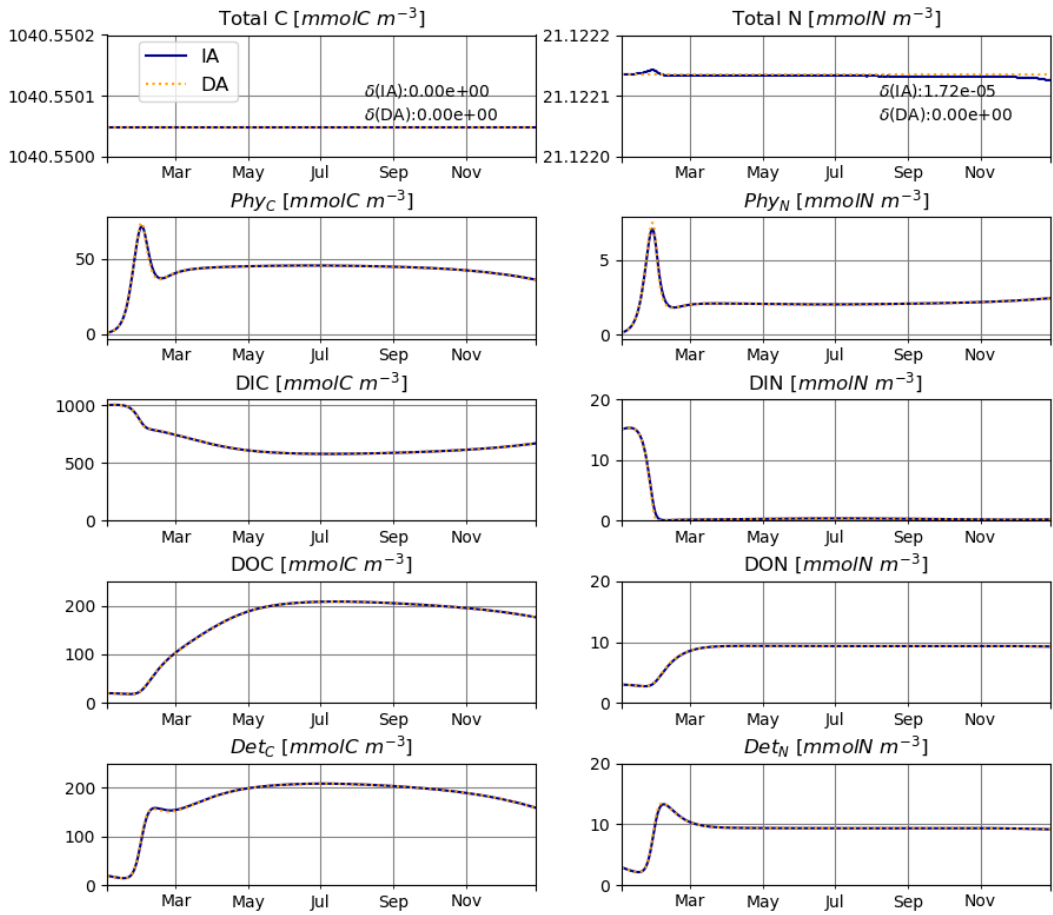 Total C [mmolC m⁻³]
1040.5502
1040.5501
1040.5500
IA
DA
δ(IA):0.00e+00
δ(DA):0.00e+00
Mar May Jul Sep Nov
Total N [mmolN m⁻³]
21.1222
21.1221
21.1220
δ(IA):1.72e-05
δ(DA):0.00e+00
Mar May Jul Sep Nov
Phy_C [mmolC m⁻³]
50
0
Mar May Jul Sep Nov
Phy_N [mmolN m⁻³]
5
0
Mar May Jul Sep Nov
DIC [mmolC m⁻³]
1000
500
0
Mar May Jul Sep Nov
DIN [mmolN m⁻³]
20
10
0
Mar May Jul Sep Nov
DOC [mmolC m⁻³]
200
100
0
Mar May Jul Sep Nov
DON [mmolN m⁻³]
20
10
0
Mar May Jul Sep Nov
Det_C [mmolC m⁻³]
200
100
0
Mar May Jul Sep Nov
Det_N [mmolN m⁻³]
20
10
0
Mar May Jul Sep Nov